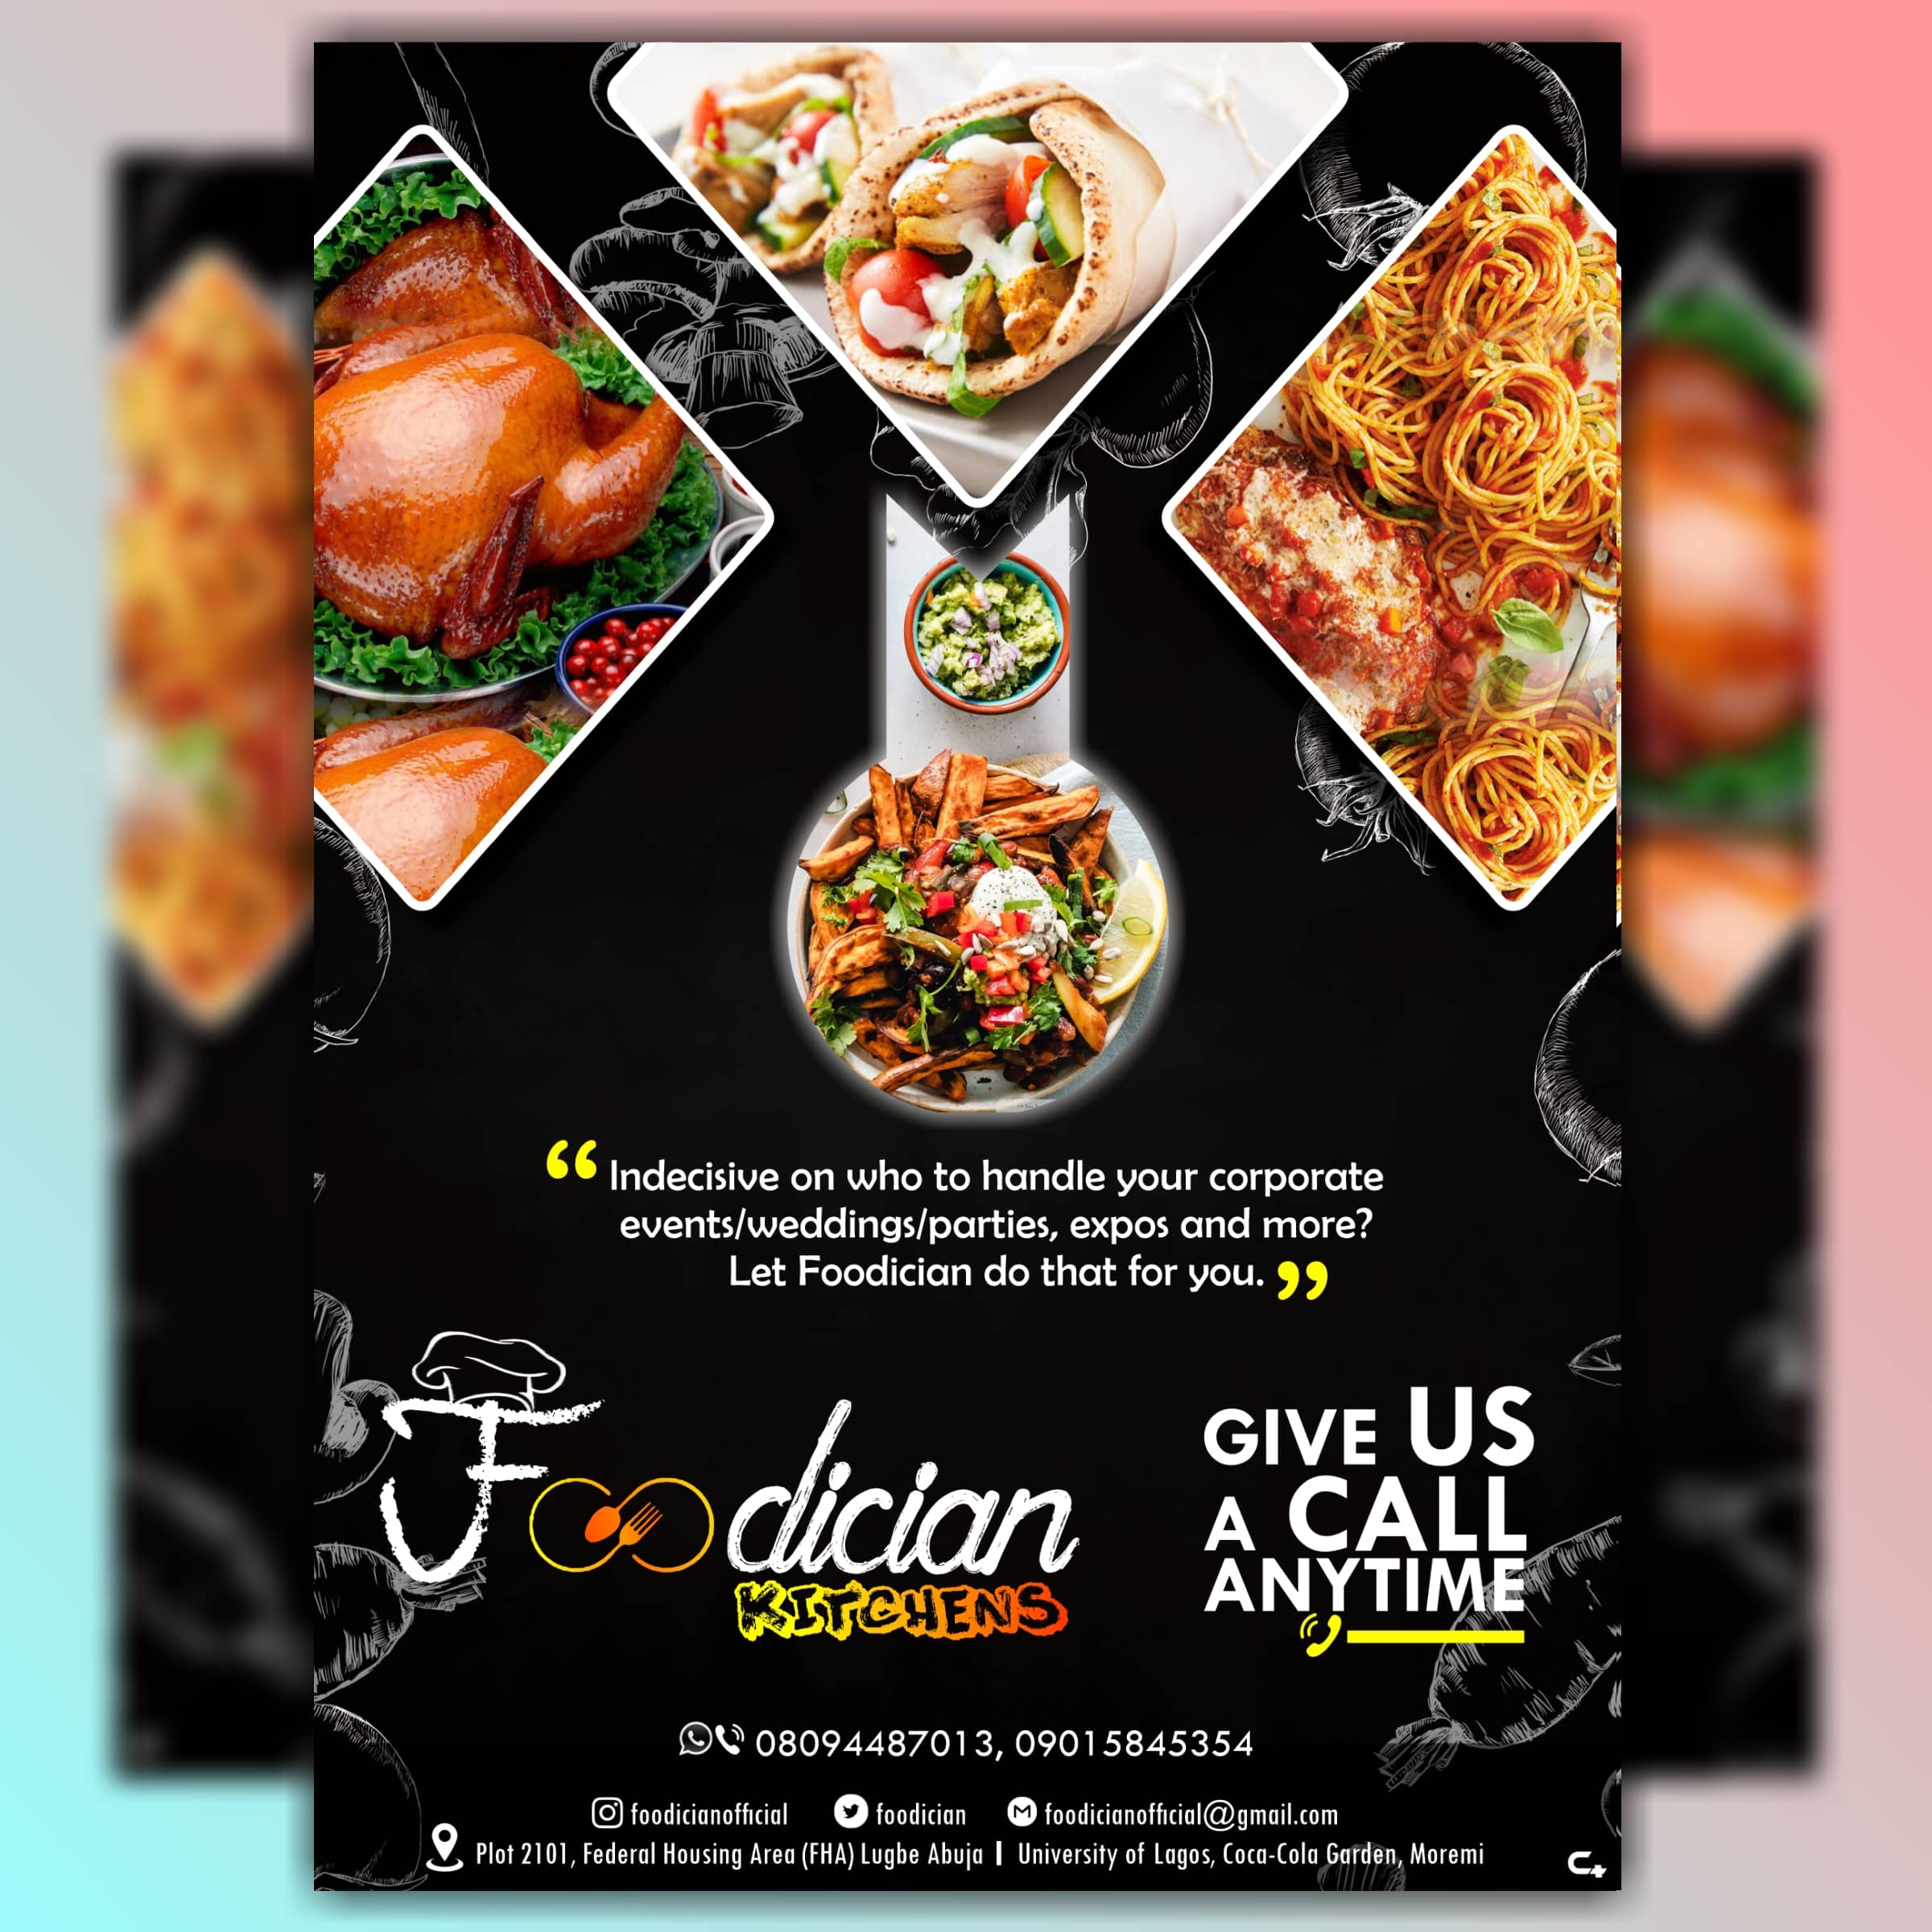 “ Indecisive on who to handle your corporate
events/weddings/parties, expos and more?
Let Foodician do that for you. ”
Foodician
KITCHENS
GIVE US
A CALL
ANYTIME
08094487013, 09015845354
foodicianofficial foodician foodicianofficial@gmail.com
Plot 2101, Federal Housing Area (FHA) Lugbe Abuja | University of Lagos, Coca-Cola Garden, Moremi
C+